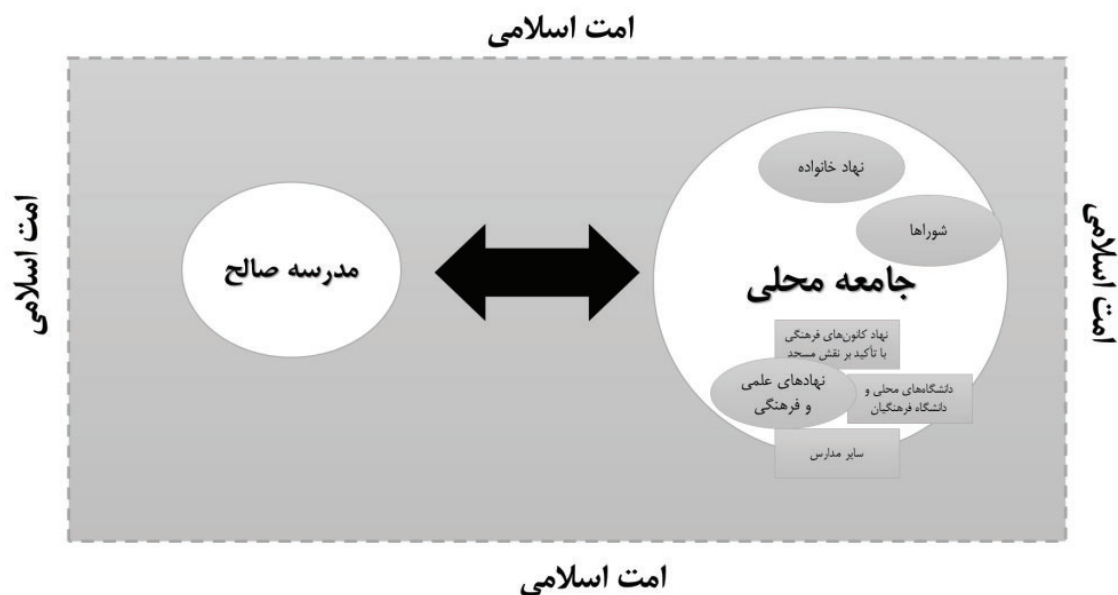 امت اسلامی
امت اسلامی
نهاد خانواده
شوراها
جامعه محلی
نهاد کانون‌های فرهنگی
با تأکید بر نقش مسجد
نهادهای علمی
و فرهنگی
دانشگاه‌های محلی و
دانشگاه فرهنگیان
سایر مدارس
مدرسه صالح
امت اسلامی
امت اسلامی